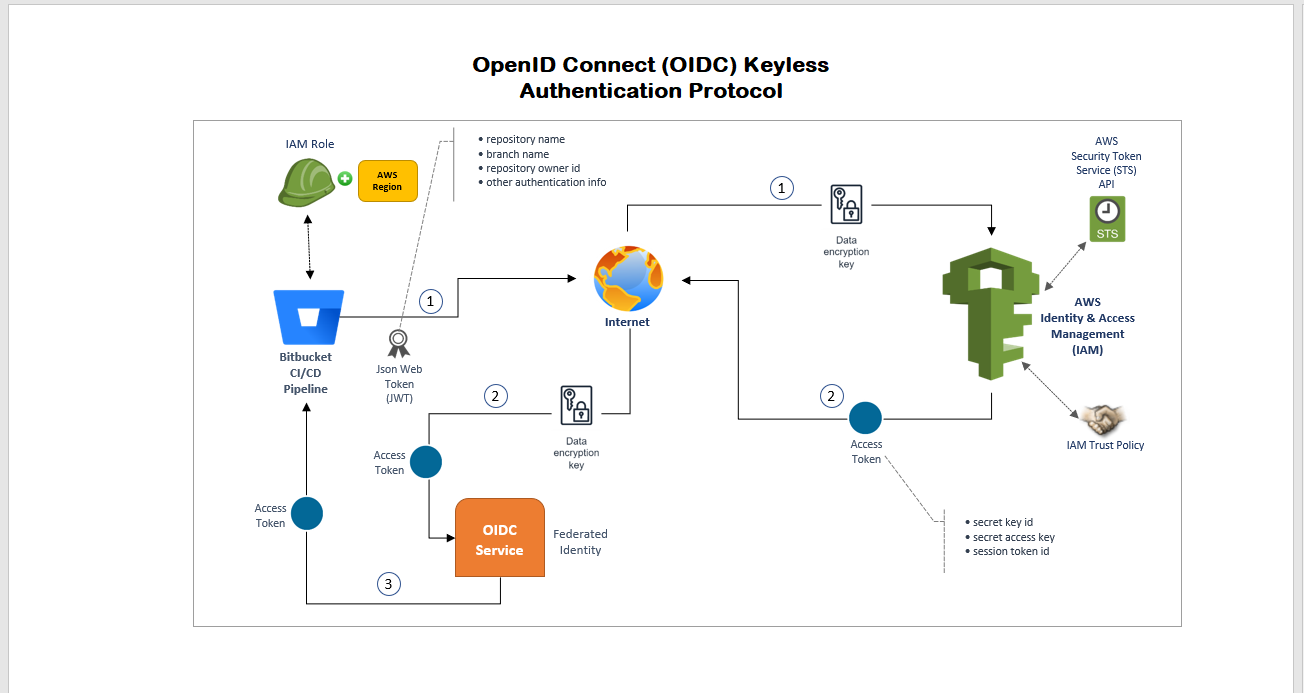 OpenID Connect (OIDC) Keyless
Authentication Protocol
IAM Role
AWS
Region
• repository name
• branch name
• repository owner id
• other authentication info
1
Data
encryption
key
AWS
Security Token
Service (STS)
API
STS
1
Internet
AWS
Identity & Access
Management
(IAM)
Bitbucket
CI/CD
Pipeline
Json Web
Token
(JWT)
2
Data
encryption
key
2
Access
Token
IAM Trust Policy
Access
Token
Access
Token
OIDC
Service
Federated
Identity
• secret key id
• secret access key
• session token id
3